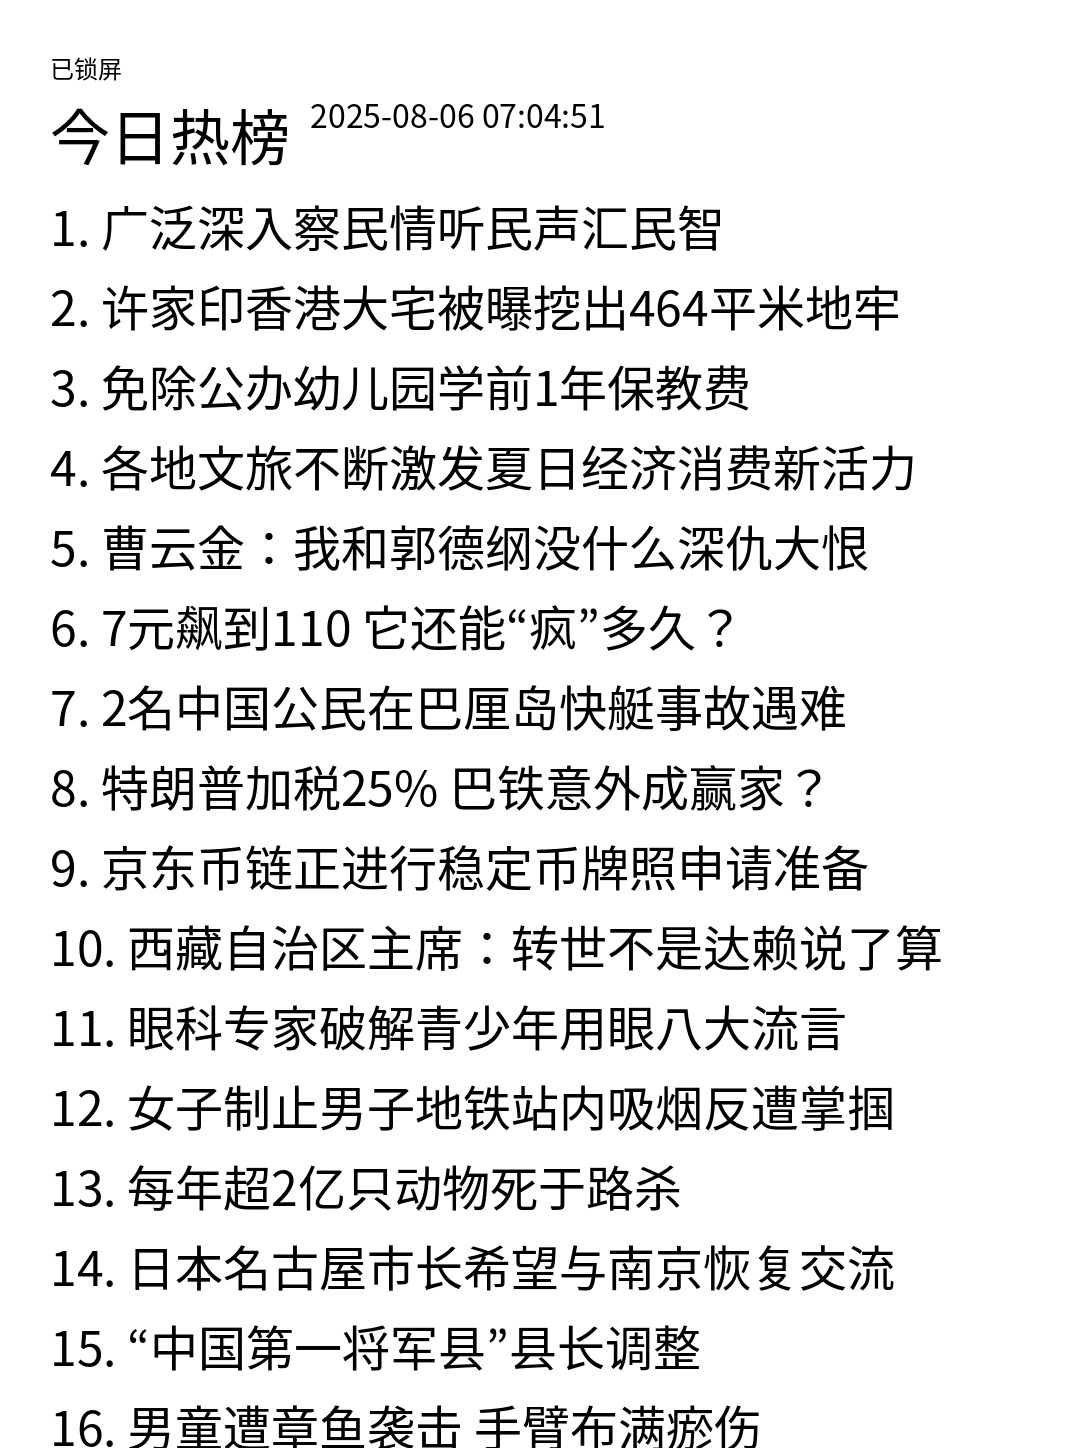 已锁屏
今日热榜 2025-08-06 07:04:51
1. 广泛深入察民情听民声汇民智
2. 许家印香港大宅被曝挖出464平米地牢
3. 免除公办幼儿园学前1年保教费
4. 各地文旅不断激发夏日经济消费新活力
5. 曹云金：我和郭德纲没什么深仇大恨
6. 7元飙到110 它还能“疯”多久？
7. 2名中国公民在巴厘岛快艇事故遇难
8. 特朗普加税25% 巴铁意外成赢家？
9. 京东币链正进行稳定币牌照申请准备
10. 西藏自治区主席：转世不是达赖说了算
11. 眼科专家破解青少年用眼八大流言
12. 女子制止男子地铁站内吸烟反遭掌掴
13. 每年超2亿只动物死于路杀
14. 日本名古屋市长希望与南京恢复交流
15. “中国第一将军县”县长调整
16. 男童遭章鱼袭击 手臂布满瘀伤